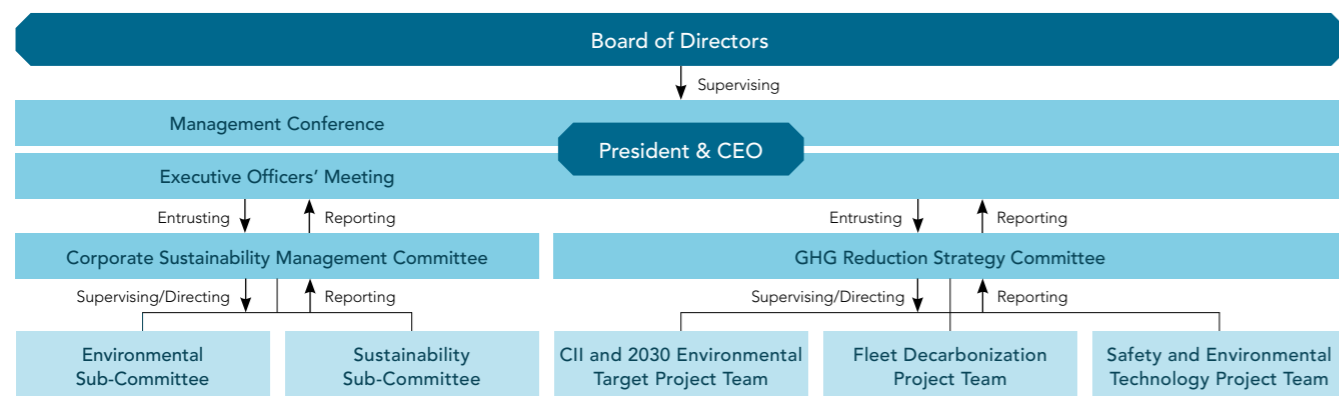 Board of Directors
Supervising
Management Conference
President & CEO
Executive Officers’ Meeting
Entrusting
Reporting
Entrusting
Reporting
Corporate Sustainability Management Committee
GHG Reduction Strategy Committee
Supervising/Directing
Reporting
Supervising/Directing
Reporting
Environmental
Sub-Committee
Sustainability
Sub-Committee
CII and 2030 Environmental
Target Project Team
Fleet Decarbonization
Project Team
Safety and Environmental
Technology Project Team